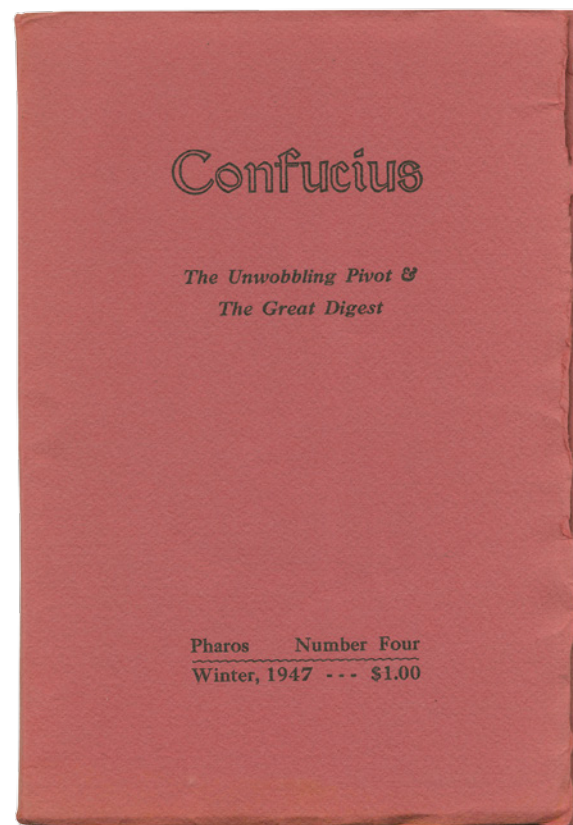 Confucius
The Unwobbling Pivot &
The Great Digest
Pharos Number Four
Winter, 1947 --- $1.00